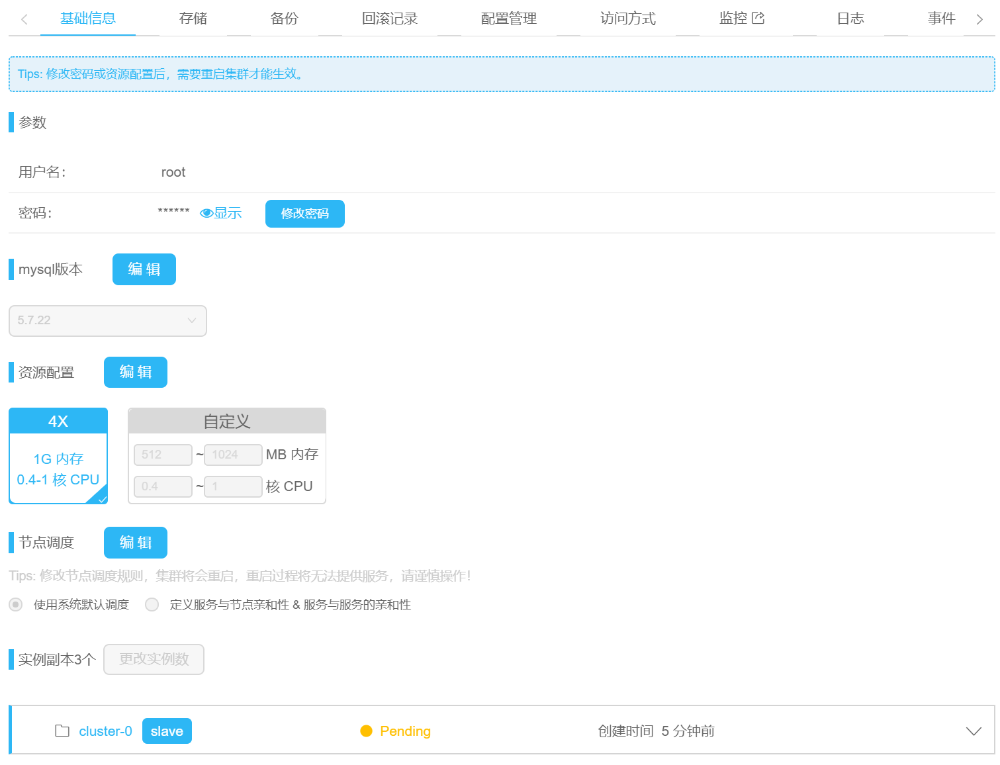 基础信息 存储 备份 回滚记录 配置管理 访问方式 监控 日志 事件
Tips: 修改密码或资源配置后，需要重启集群才能生效。
参数
用户名： root
密码： ****** 显示 修改密码
mysql版本 编 辑
5.7.22
资源配置 编 辑
4X 自定义
1G 内存 512 ~ 1024 MB 内存
0.4-1 核 CPU 0.4 ~ 1 核 CPU
节点调度 编 辑
Tips: 修改节点调度规则，集群将会重启，重启过程将无法提供服务，请谨慎操作！
使用系统默认调度 定义服务与节点亲和性 & 服务与服务的亲和性
实例副本3个 更改实例数
cluster-0 slave Pending 创建时间 5 分钟前